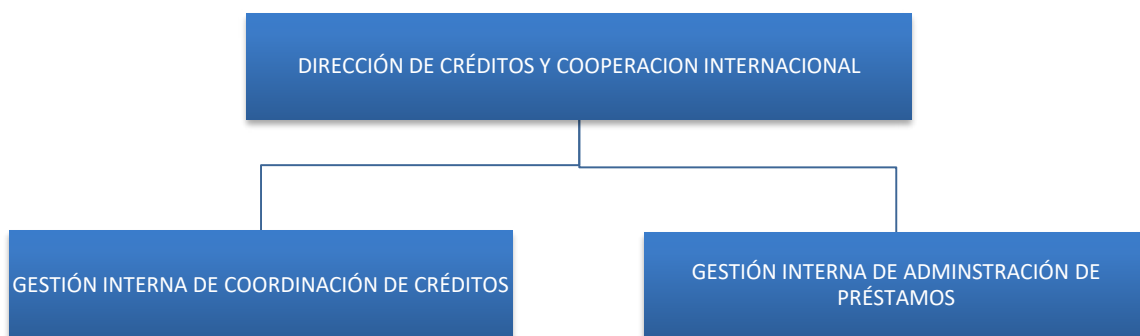 DIRECCIÓN DE CRÉDITOS Y COOPERACION INTERNACIONAL
GESTIÓN INTERNA DE COORDINACIÓN DE CRÉDITOS
GESTIÓN INTERNA DE ADMINSTRACIÓN DE
PRÉSTAMOS